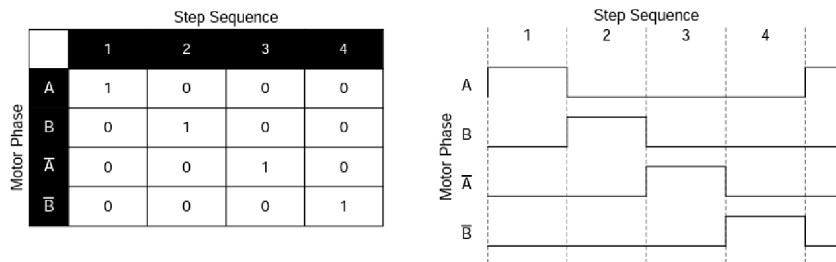 Step Sequence
1 2 3 4
Motor Phase
A 1 0 0 0
B 0 1 0 0
A̅ 0 0 1 0
B̅ 0 0 0 1
Step Sequence
1 2 3 4
Motor Phase
A
B
A̅
B̅